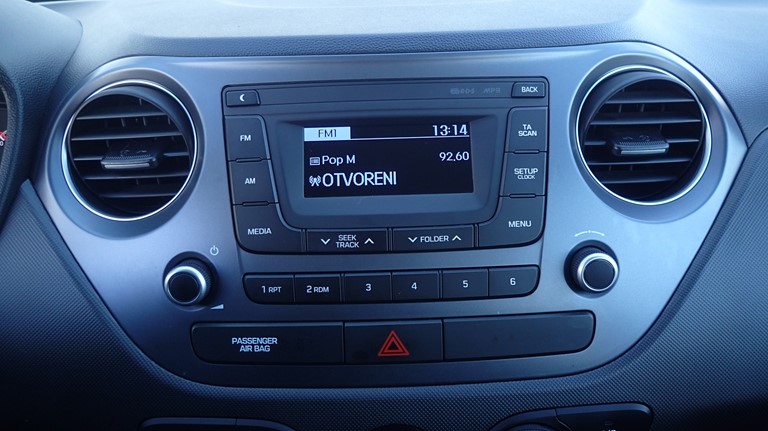 MP3
BACK
FM1 13:14
Pop M 92,60
OTVORENI
FM
AM
MEDIA
TA
SCAN
SETUP
CLOCK
MENU
SEEK
TRACK
FOLDER
1 RPT 2 RDM 3 4 5 6
PASSENGER
AIR BAG